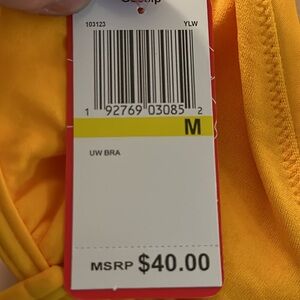 103123 YLW
1 92769 03085 2
M
UW BRA
MSRP $40.00